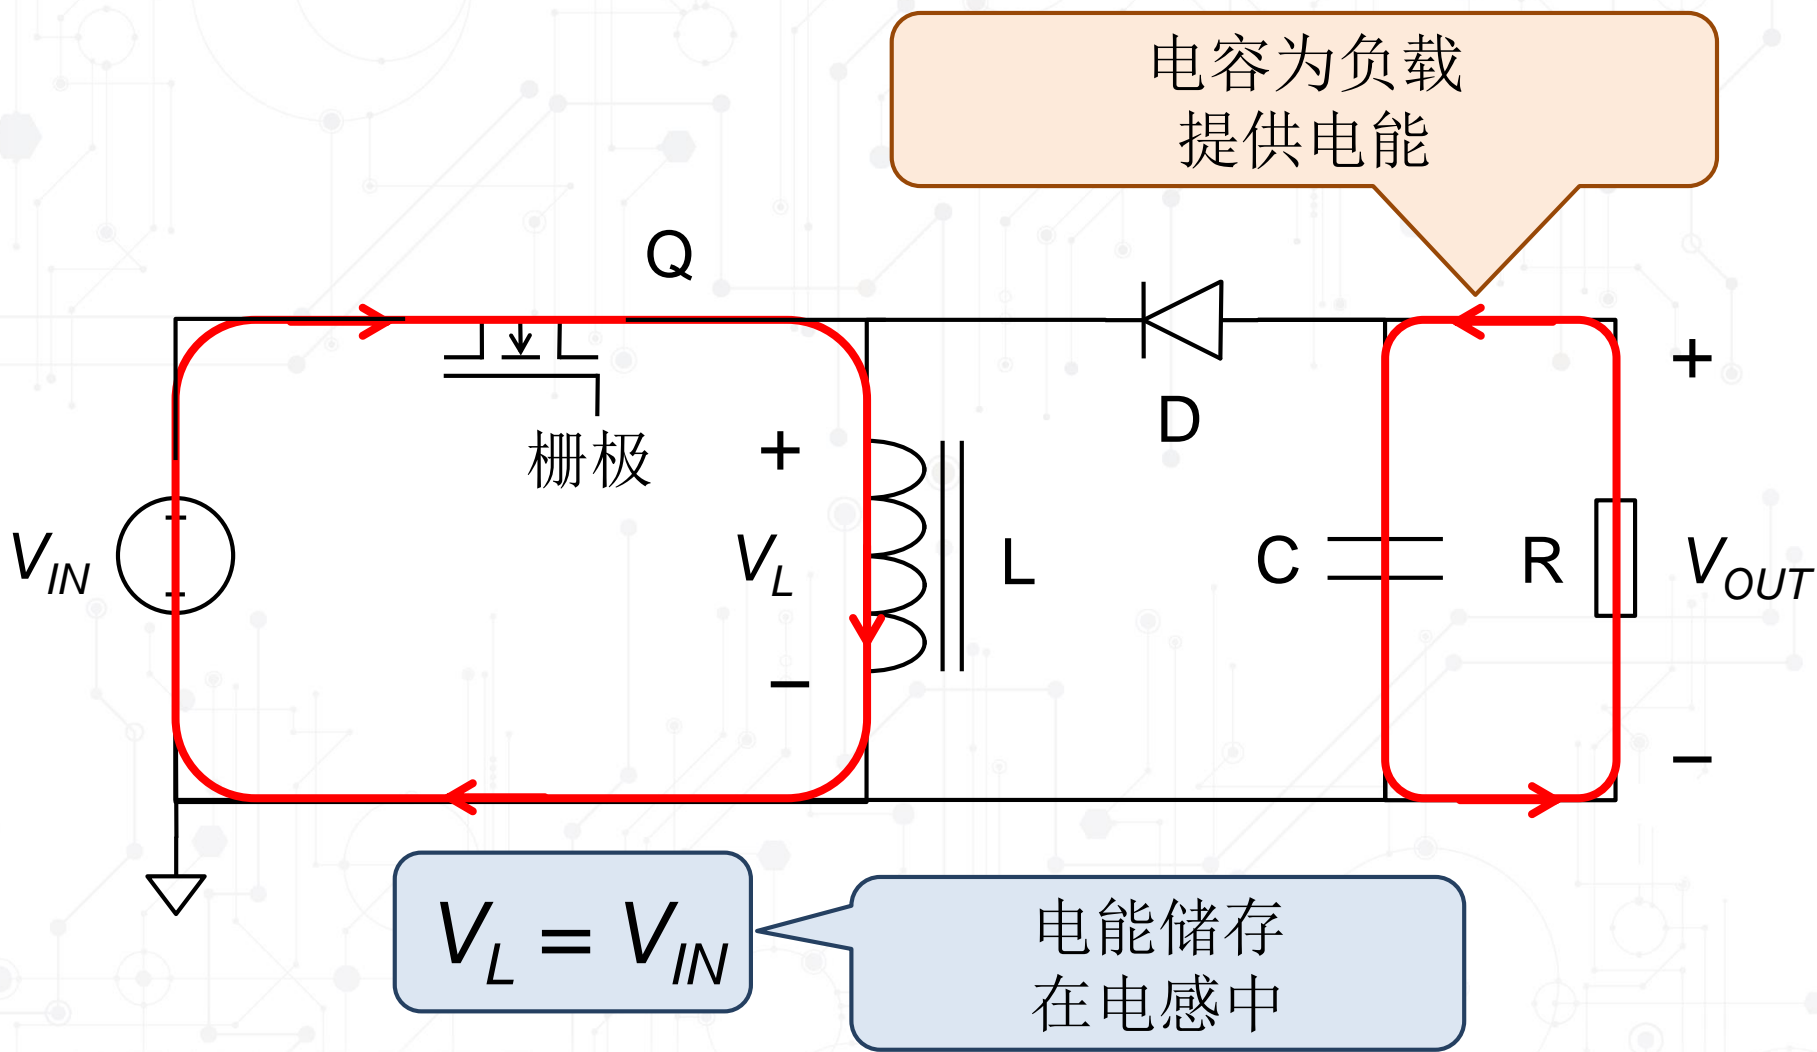 电容为负载
提供电能
Q
栅极
D
+
+
V_IN
V_L
L
C
R
V_OUT
−
−
V_L = V_IN
电能储存
在电感中